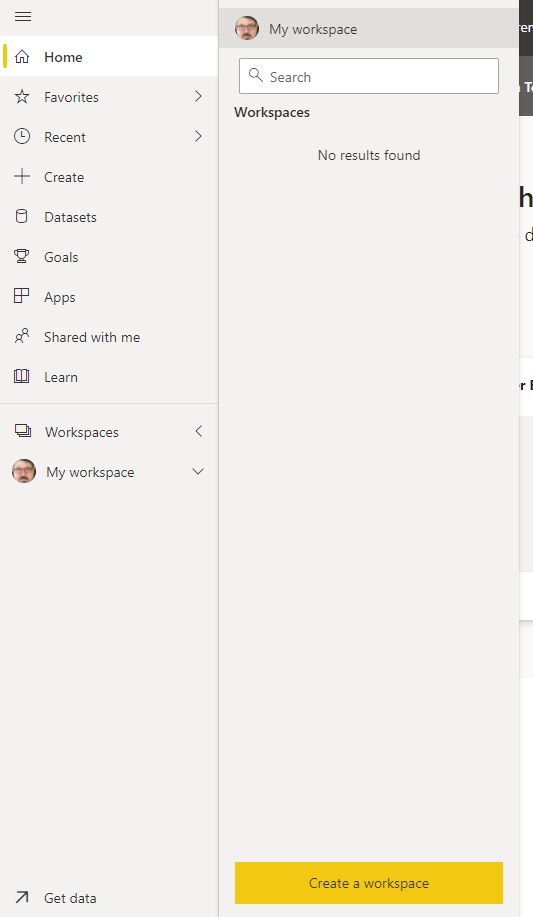 Home
Favorites
Recent
Create
Datasets
Goals
Apps
Shared with me
Learn
Workspaces
My workspace
Get data
My workspace
Search
Workspaces
No results found
Create a workspace